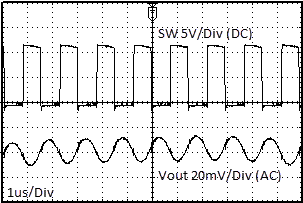 SW 5V/Div (DC)
Vout 20mV/Div (AC)
1us/Div